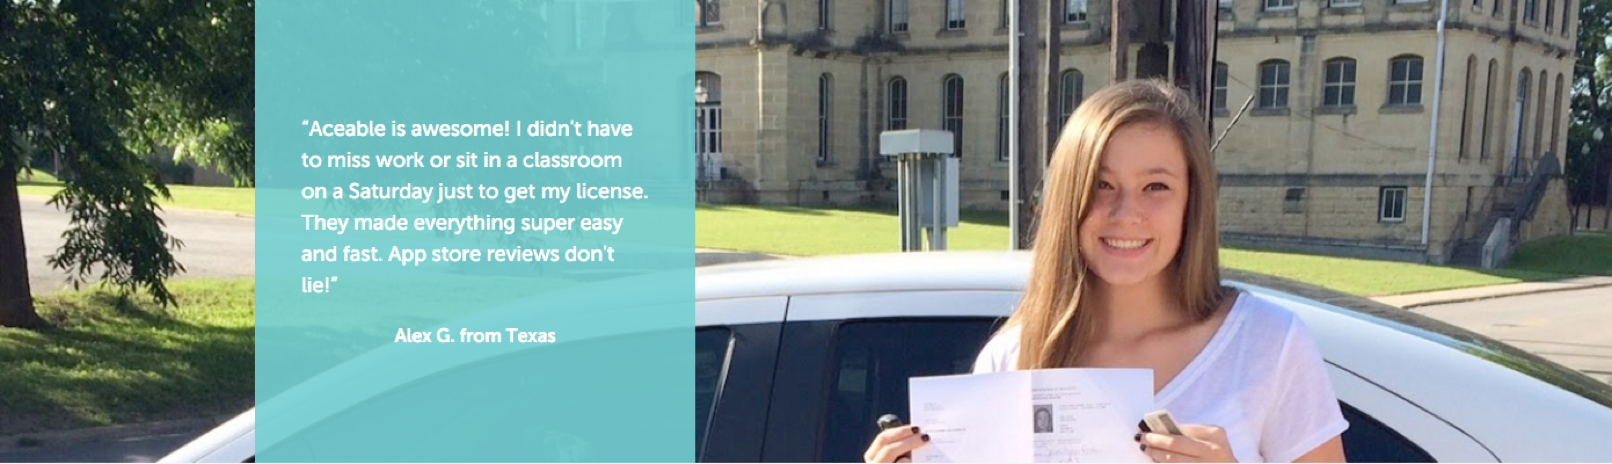 “Aceable is awesome! I didn't have
to miss work or sit in a classroom
on a Saturday just to get my license.
They made everything super easy
and fast. App store reviews don't
lie!”
Alex G. from Texas